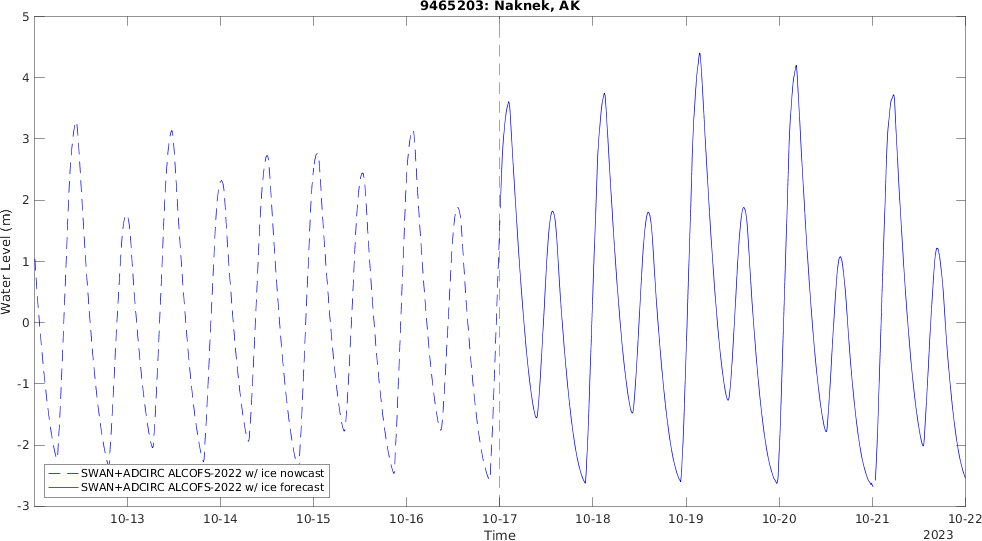 9465203: Naknek, AK
Water Level (m)
5
4
3
2
1
0
-1
-2
-3
SWAN+ADCIRC ALCOFS-2022 w/ ice nowcast
SWAN+ADCIRC ALCOFS-2022 w/ ice forecast
10-13 10-14 10-15 10-16 10-17 10-18 10-19 10-20 10-21 10-22
Time
2023